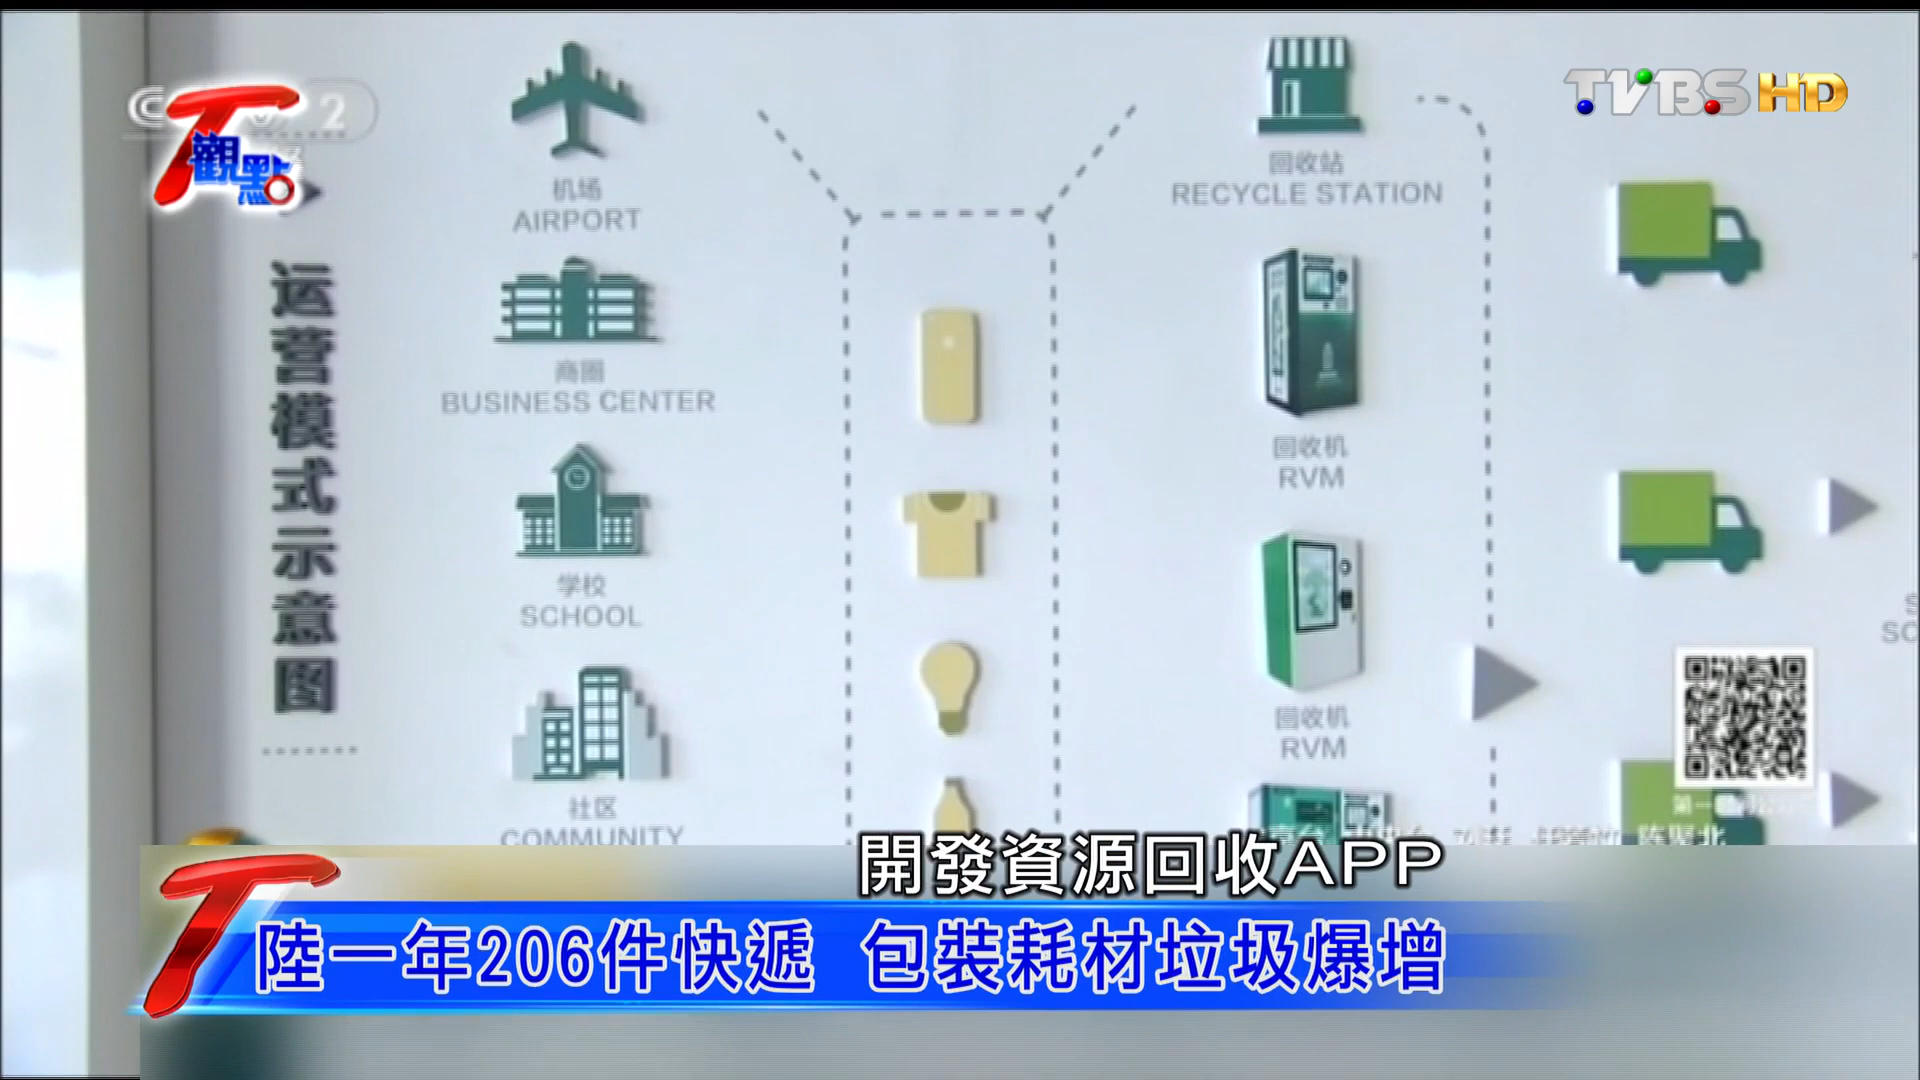 T觀點
TVBS HD
运营模式示意图
机场
AIRPORT
商圈
BUSINESS CENTER
学校
SCHOOL
社区
COMMUNITY
回收站
RECYCLE STATION
回收机
RVM
回收机
RVM
開發資源回收APP
陸一年206件快遞 包裝耗材垃圾爆增